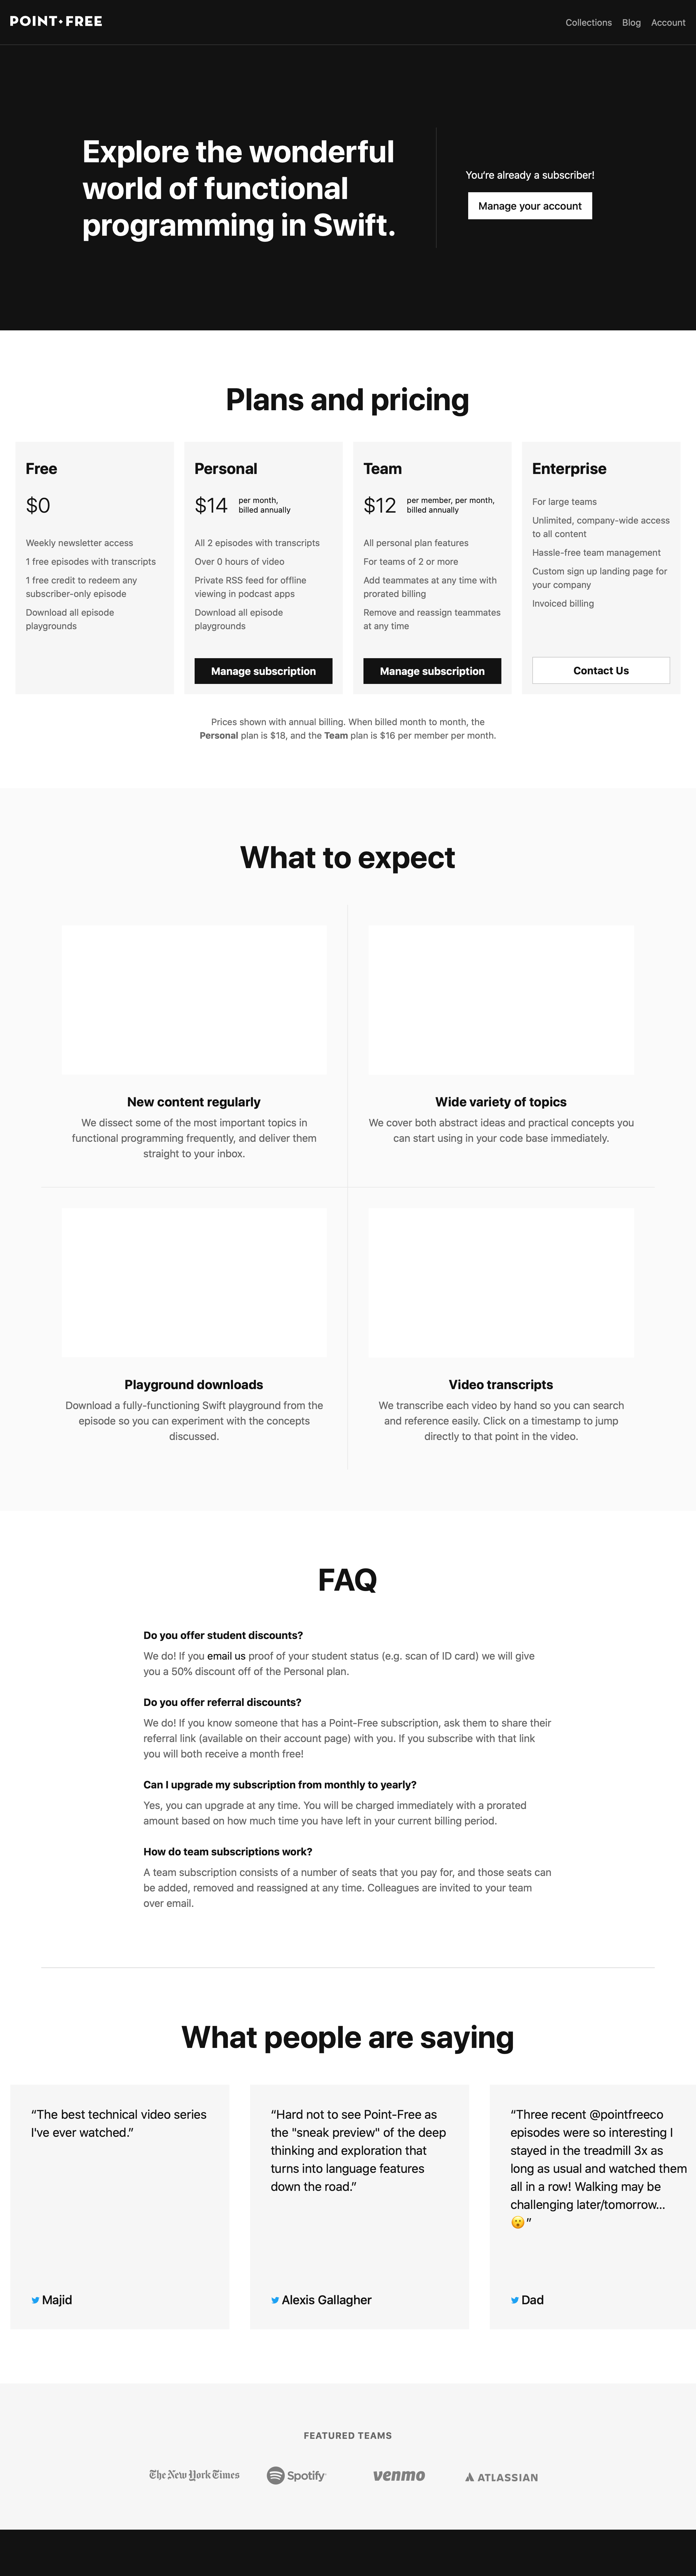 POINT•FREE
Collections Blog Account
Explore the wonderful
world of functional
programming in Swift.
You're already a subscriber!
Manage your account
Plans and pricing
Free
$0
Weekly newsletter access
1 free episodes with transcripts
1 free credit to redeem any
subscriber-only episode
Download all episode
playgrounds
Personal
$14 per month,
billed annually
All 2 episodes with transcripts
Over 0 hours of video
Private RSS feed for offline
viewing in podcast apps
Download all episode
playgrounds
Manage subscription
Team
$12 per member, per month,
billed annually
All personal plan features
For teams of 2 or more
Add teammates at any time with
prorated billing
Remove and reassign teammates
at any time
Manage subscription
Enterprise
For large teams
Unlimited, company-wide access
to all content
Hassle-free team management
Custom sign up landing page for
your company
Invoiced billing
Contact Us
Prices shown with annual billing. When billed month to month, the
Personal plan is $18, and the Team plan is $16 per member per month.
What to expect
New content regularly
We dissect some of the most important topics in
functional programming frequently, and deliver them
straight to your inbox.
Wide variety of topics
We cover both abstract ideas and practical concepts you
can start using in your code base immediately.
Playground downloads
Download a fully-functioning Swift playground from the
episode so you can experiment with the concepts
discussed.
Video transcripts
We transcribe each video by hand so you can search
and reference easily. Click on a timestamp to jump
directly to that point in the video.
FAQ
Do you offer student discounts?
We do! If you email us proof of your student status (e.g. scan of ID card) we will give
you a 50% discount off of the Personal plan.
Do you offer referral discounts?
We do! If you know someone that has a Point-Free subscription, ask them to share their
referral link (available on their account page) with you. If you subscribe with that link
you will both receive a month free!
Can I upgrade my subscription from monthly to yearly?
Yes, you can upgrade at any time. You will be charged immediately with a prorated
amount based on how much time you have left in your current billing period.
How do team subscriptions work?
A team subscription consists of a number of seats that you pay for, and those seats can
be added, removed and reassigned at any time. Colleagues are invited to your team
over email.
What people are saying
“The best technical video series
I've ever watched.”
Majid
“Hard not to see Point-Free as
the "sneak preview" of the deep
thinking and exploration that
turns into language features
down the road.”
Alexis Gallagher
“Three recent @pointfreeco
episodes were so interesting I
stayed in the treadmill 3x as
long as usual and watched them
all in a row! Walking may be
challenging later/tomorrow…
😮”
Dad
FEATURED TEAMS
The New York Times
Spotify
venmo
ATLASSIAN